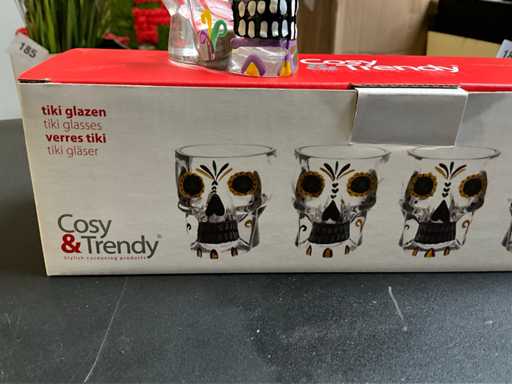 185
Cosy
& Trendy
tiki glazen
tiki glasses
verres tiki
tiki gläser
Cosy
& Trendy®
Stylish cocooning products